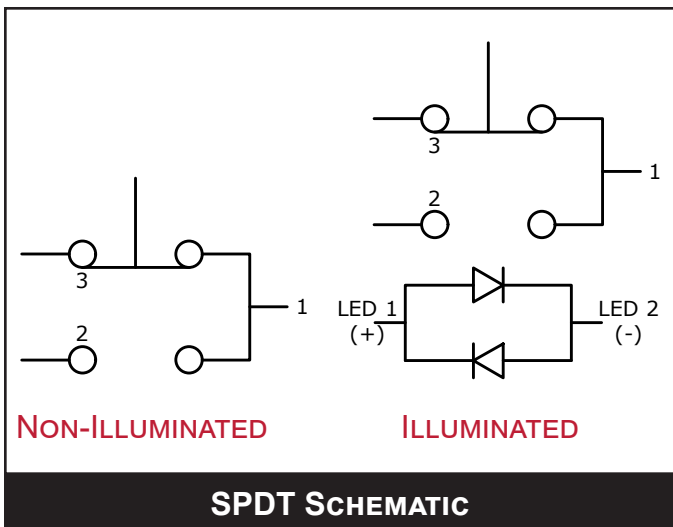 3
2
1
NON-ILLUMINATED
3
2
1
LED 1
(+)
LED 2
(-)
ILLUMINATED
SPDT SCHEMATIC